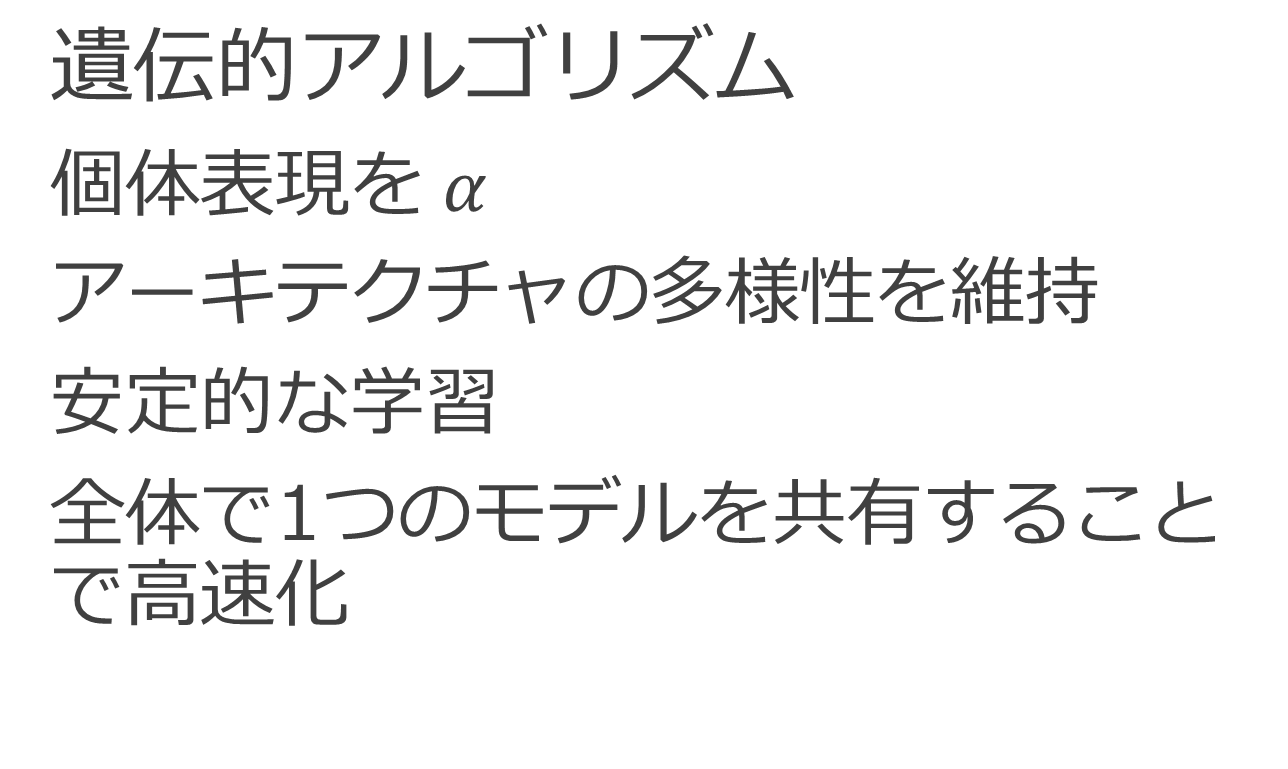 遺伝的アルゴリズム
個体表現を α
アーキテクチャの多様性を維持
安定的な学習
全体で1つのモデルを共有すること
で高速化